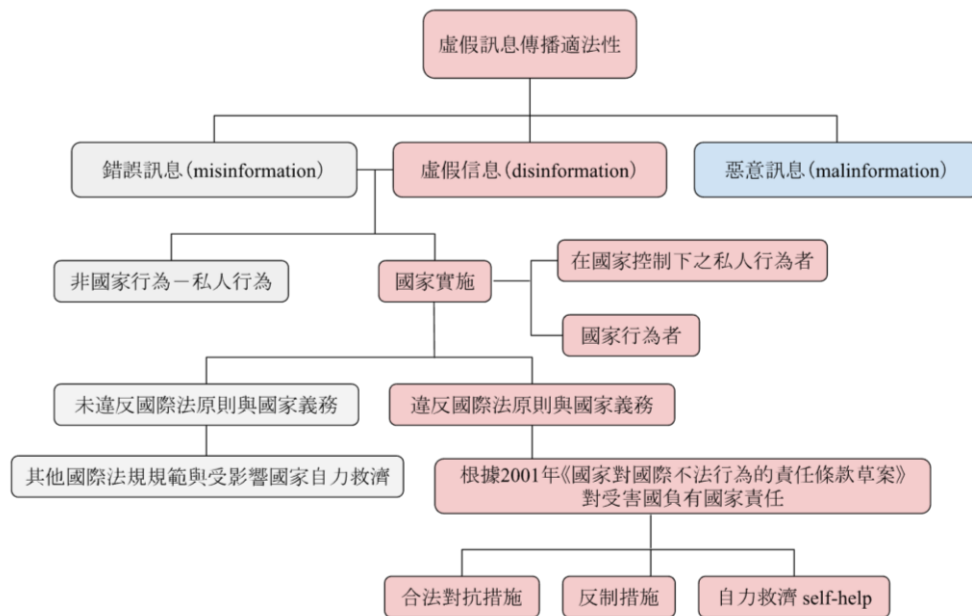 虛假訊息傳播適法性
錯誤訊息（misinformation）
虛假信息（disinformation）
惡意訊息（malinformation）
非國家行為－私人行為
國家實施
在國家控制下之私人行為者
國家行為者
未違反國際法原則與國家義務
違反國際法原則與國家義務
其他國際法規規範與受影響國家自力救濟
根據2001年《國家對國際不法行為的責任條款草案》
對受害國負有國家責任
合法對抗措施
反制措施
自力救濟 self-help